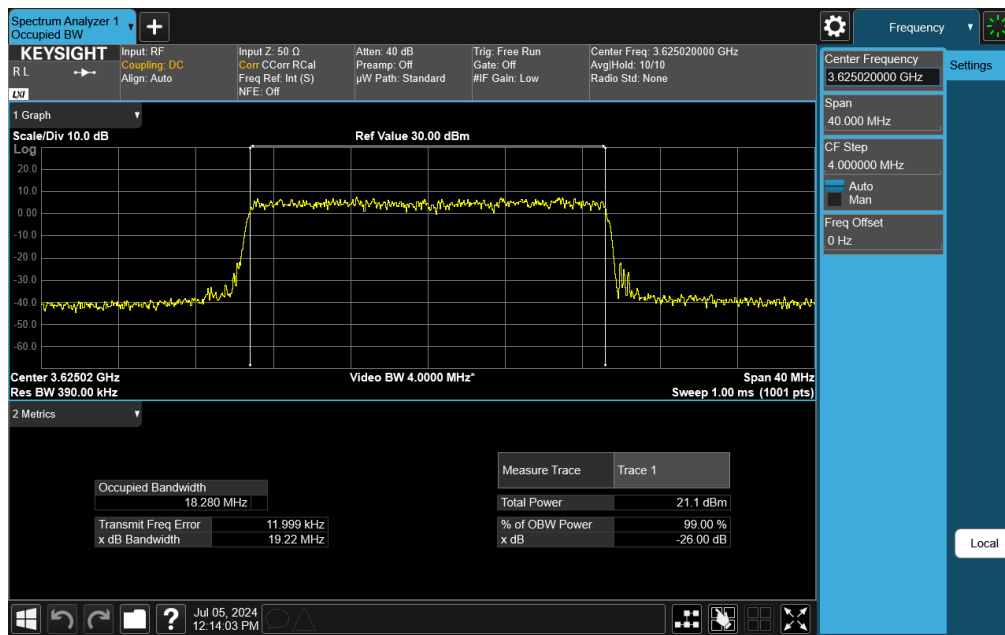 Spectrum Analyzer 1
Occupied BW
Frequency
KEYSIGHT
R L
LXI
Input: RF
Coupling: DC
Align: Auto
Input Z: 50 Ω
Corr CCorr RCal
Freq Ref: Int (S)
NFE: Off
Atten: 40 dB
Preamp: Off
µW Path: Standard
Trig: Free Run
Gate: Off
#IF Gain: Low
Center Freq: 3.625020000 GHz
Avg|Hold: 10/10
Radio Std: None
Center Frequency
3.625020000 GHz
Settings
Span
40.000 MHz
CF Step
4.000000 MHz
Auto
Man
Freq Offset
0 Hz
1 Graph
Scale/Div 10.0 dB
Ref Value 30.00 dBm
Log
20.0
10.0
0.00
-10.0
-20.0
-30.0
-40.0
-50.0
-60.0
Center 3.62502 GHz
Video BW 4.0000 MHz*
Span 40 MHz
Res BW 390.00 kHz
Sweep 1.00 ms (1001 pts)
2 Metrics
Measure Trace Trace 1
Occupied Bandwidth
18.280 MHz
Total Power 21.1 dBm
Transmit Freq Error 11.999 kHz
% of OBW Power 99.00 %
x dB Bandwidth 19.22 MHz
x dB -26.00 dB
Local
?
Jul 05, 2024
12:14:03 PM